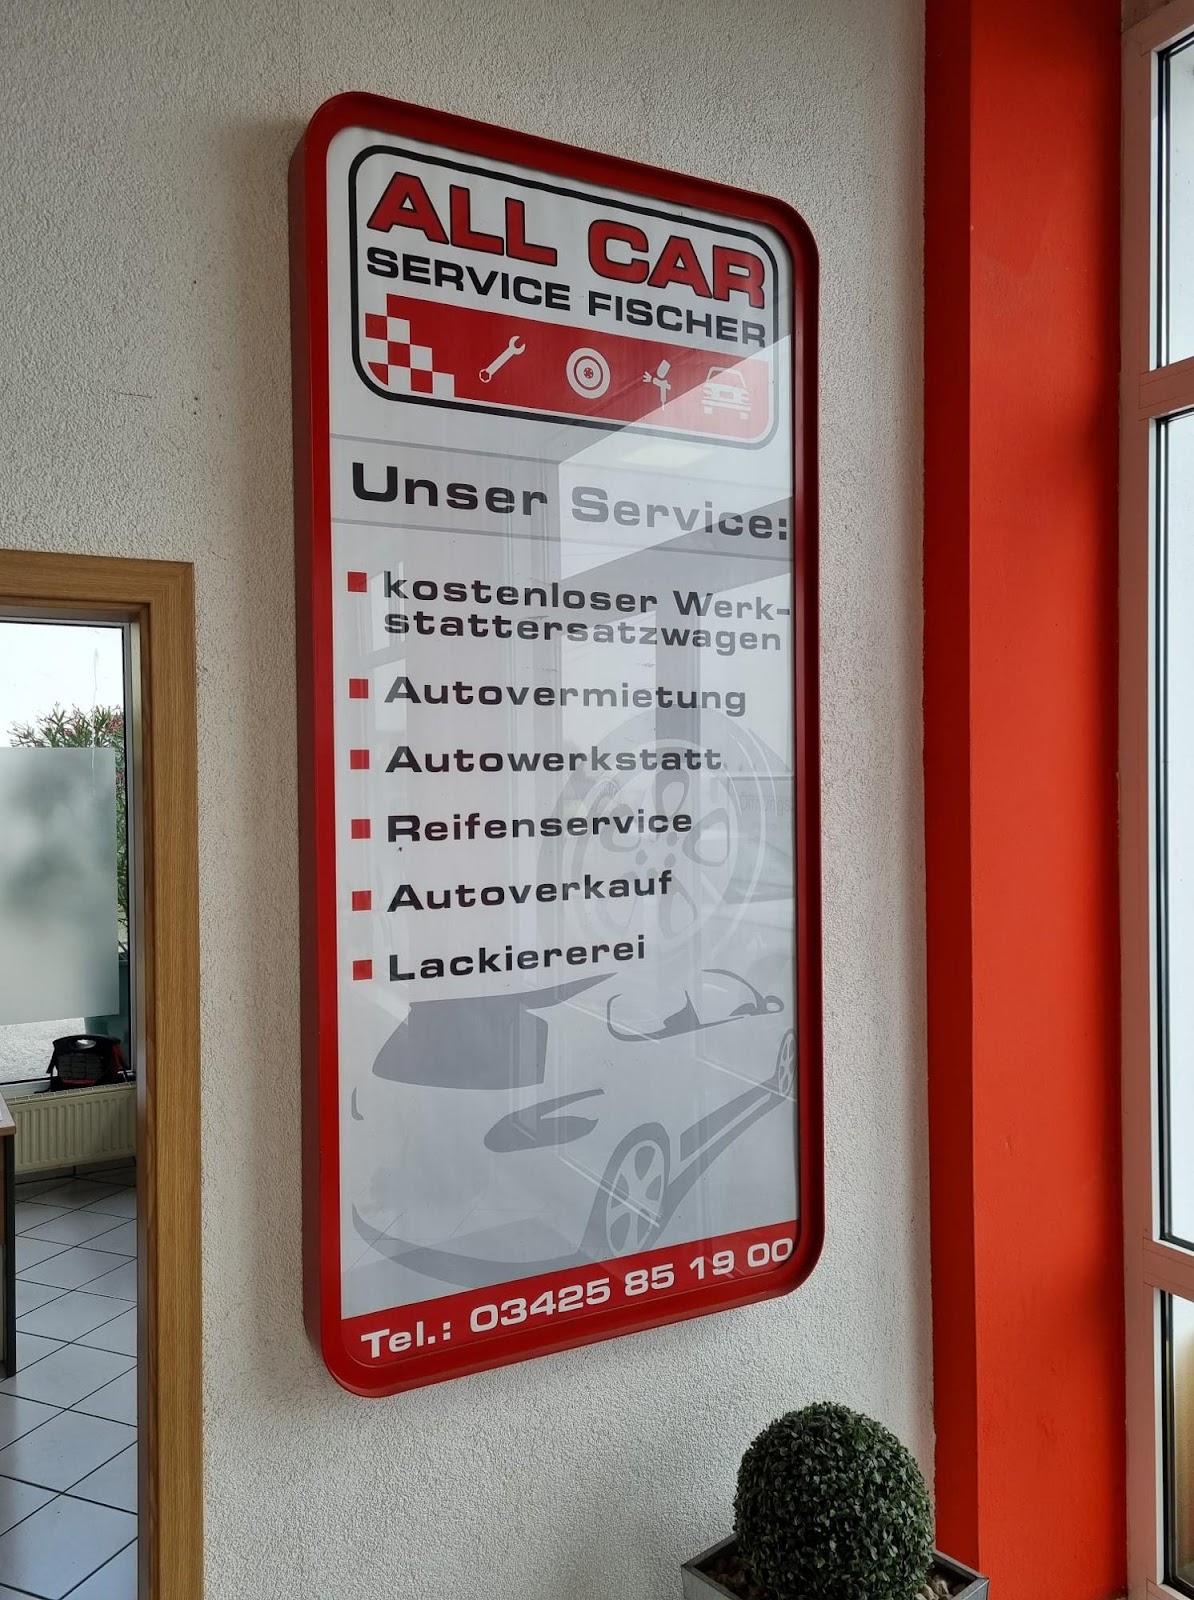 ALL CAR
SERVICE FISCHER
Unser Service:
kostenloser Werk-
stattersatzwagen
Autovermietung
Autowerkstatt
Reifenservice
Autoverkauf
Lackiererei
Tel.: 03425 85 19 00